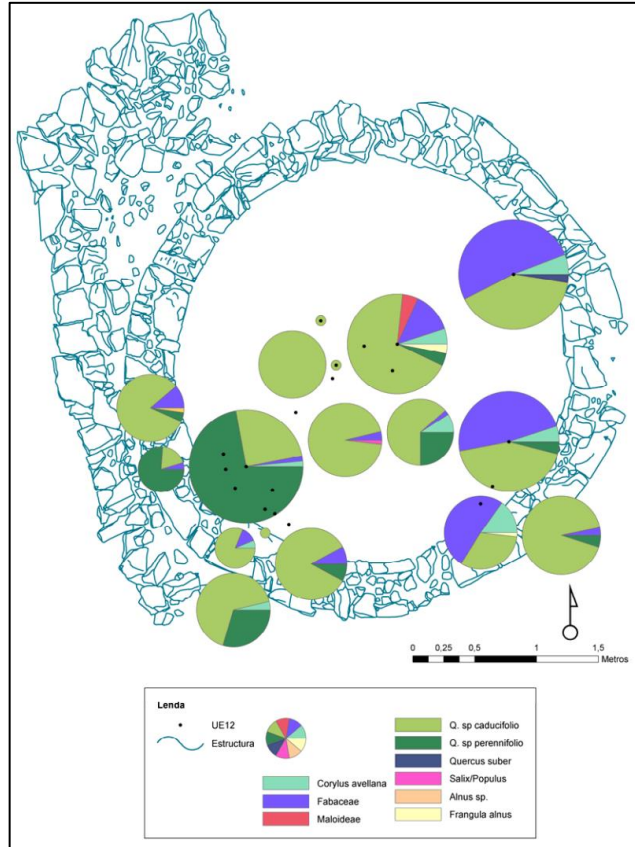 0 0,25 0,5 1 1,5
Metros
Lenda
UE12
Estructura
Corylus avellana
Fabaceae
Maloideae
Q. sp caducifolio
Q. sp perennifolio
Quercus suber
Salix/Populus
Alnus sp.
Frangula alnus